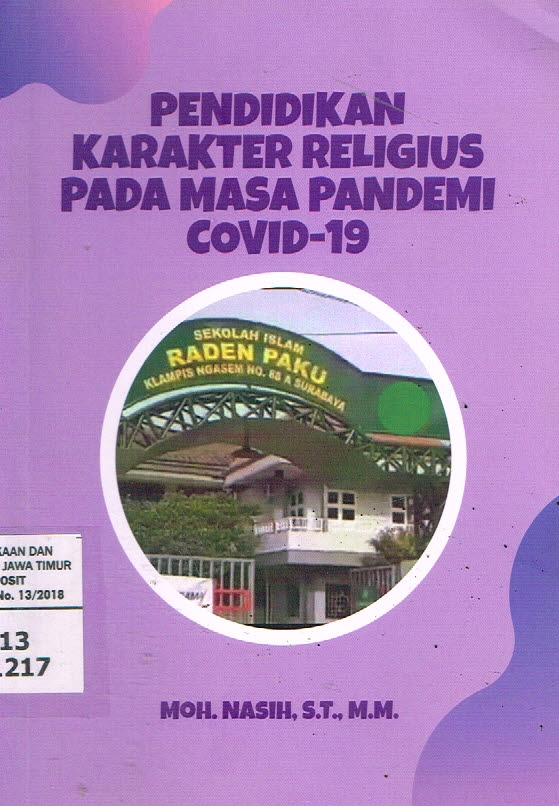 PENDIDIKAN
KARAKTER RELIGIUS
PADA MASA PANDEMI
COVID-19
SEKOLAH ISLAM
RADEN PAKU
KLAMPIS NGASEM NO. 68 A SURABAYA
KAAN DAN
JAWA TIMUR
OSIT
No. 13/2018
13
.217
MOH. NASIH, S.T., M.M.